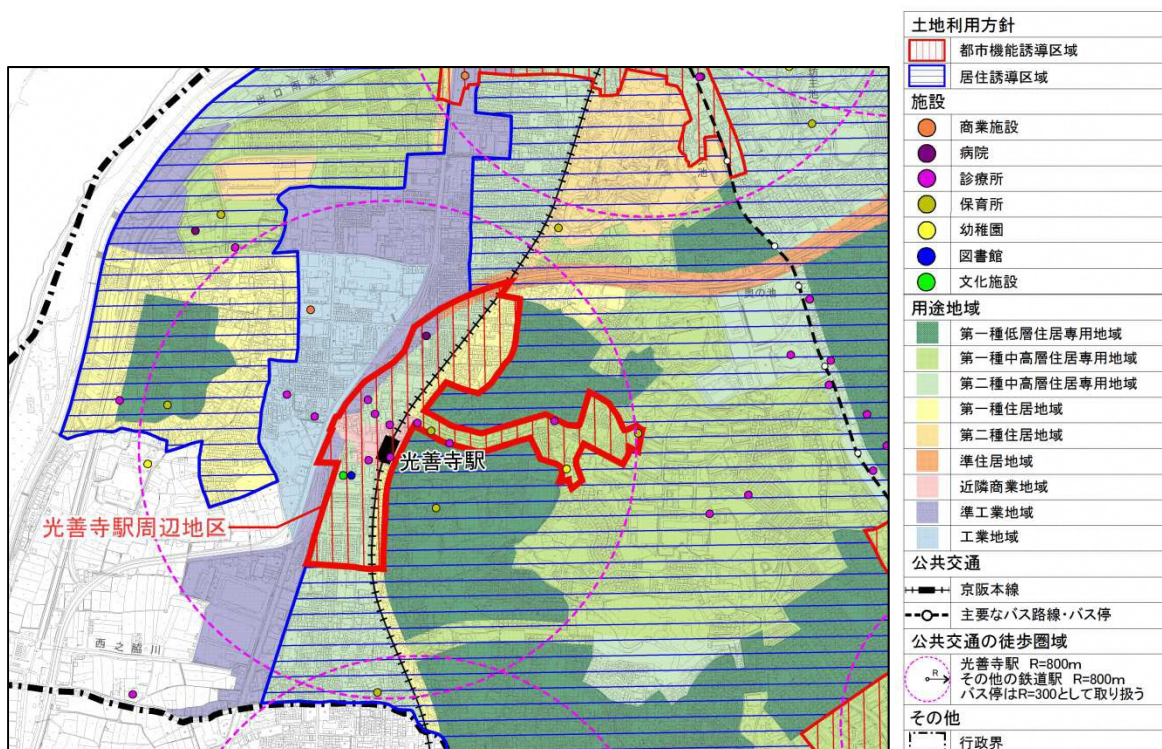 光善寺駅
光善寺駅周辺地区
奥の池
西之脇川
土地利用方針
都市機能誘導区域
居住誘導区域
施設
商業施設
病院
診療所
保育所
幼稚園
図書館
文化施設
用途地域
第一種低層住居専用地域
第一種中高層住居専用地域
第二種中高層住居専用地域
第一種住居地域
第二種住居地域
準住居地域
近隣商業地域
準工業地域
工業地域
公共交通
京阪本線
主要なバス路線・バス停
公共交通の徒歩圏域
R
光善寺駅 R=800m
その他の鉄道駅 R=800m
バス停はR=300として取り扱う
その他
行政界